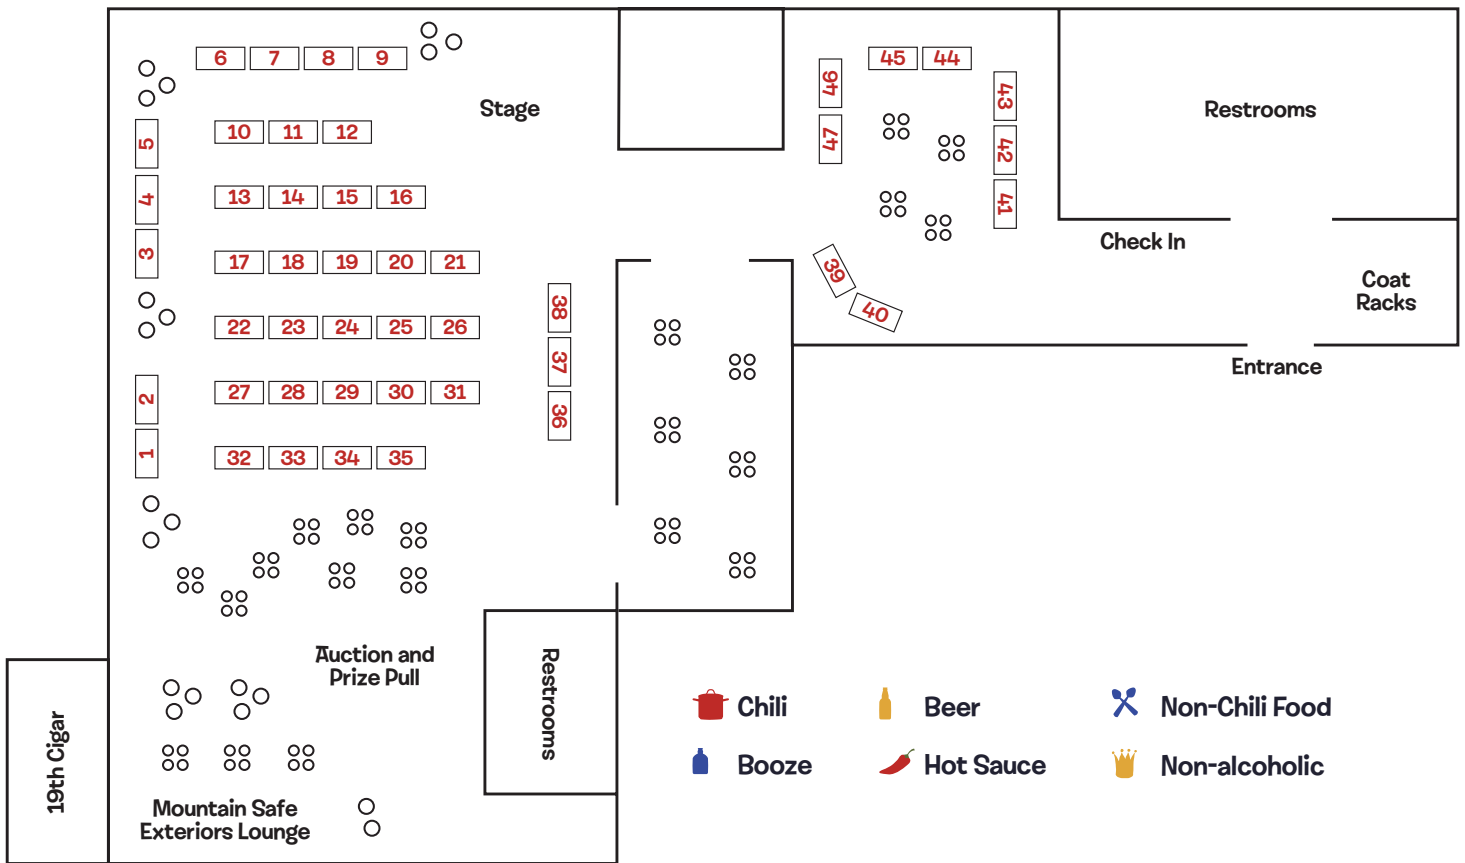 6 7 8 9
45 44
46
43
Stage
Restrooms
5
10 11 12
47
42
4
13 14 15 16
41
3
17 18 19 20 21
Check In
39
Coat
Racks
38
40
22 23 24 25 26
37
Entrance
2
27 28 29 30 31
36
1
32 33 34 35
Auction and
Prize Pull
Restrooms
19th Cigar
Mountain Safe
Exteriors Lounge
Chili
Beer
Non-Chili Food
Booze
Hot Sauce
Non-alcoholic